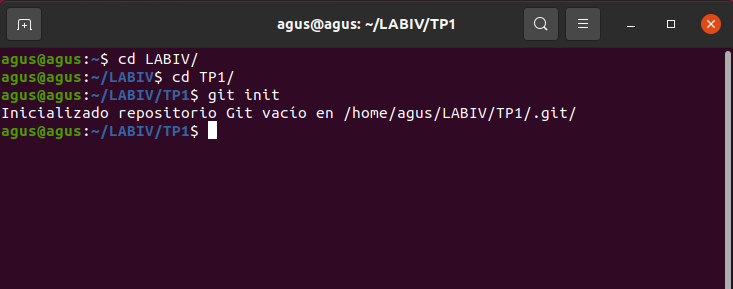 agus@agus: ~/LABIV/TP1
agus@agus:~$ cd LABIV/
agus@agus:~/LABIV$ cd TP1/
agus@agus:~/LABIV/TP1$ git init
Inicializado repositorio Git vacío en /home/agus/LABIV/TP1/.git/
agus@agus:~/LABIV/TP1$